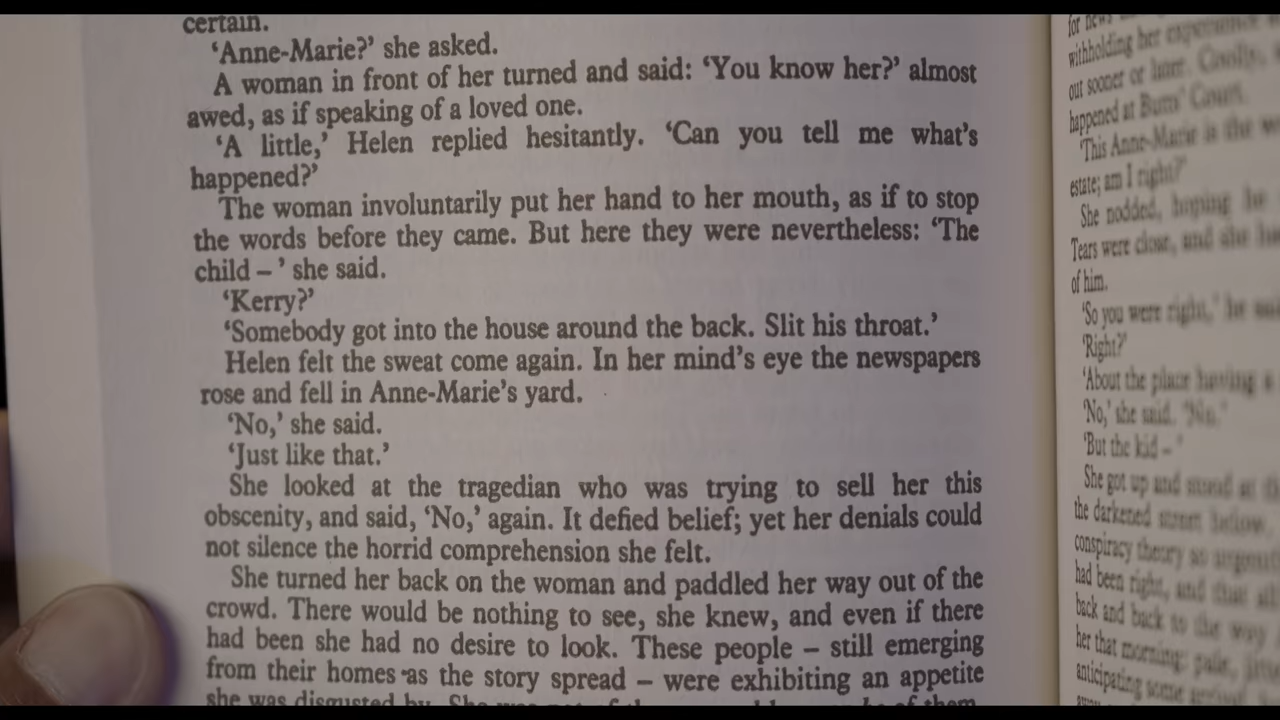 certain.
‘Anne-Marie?’ she asked.
A woman in front of her turned and said: ‘You know her?’ almost
awed, as if speaking of a loved one.
‘A little,’ Helen replied hesitantly. ‘Can you tell me what’s
happened?’
The woman involuntarily put her hand to her mouth, as if to stop
the words before they came. But here they were nevertheless: ‘The
child – ’ she said.
‘Kerry?’
‘Somebody got into the house around the back. Slit his throat.’
Helen felt the sweat come again. In her mind’s eye the newspapers
rose and fell in Anne-Marie’s yard.
‘No,’ she said.
‘Just like that.’
She looked at the tragedian who was trying to sell her this
obscenity, and said, ‘No,’ again. It defied belief; yet her denials could
not silence the horrid comprehension she felt.
She turned her back on the woman and paddled her way out of the
crowd. There would be nothing to see, she knew, and even if there
had been she had no desire to look. These people – still emerging
from their homes as the story spread – were exhibiting an appetite
she was disgusted by. She was not of them
for news
withholding her experience
out sooner or later. Coolly,
happened at Butts’ Court.
‘This Anne-Marie is the
estate; am I right?’
She nodded, hoping he
Tears were close, and she
of him.
‘So you were right,’ he
‘Right?’
‘About the place having a
‘No,’ she said. ‘No.’
‘But the kid – ’
She got up and stood at
the darkened street below,
conspiracy theory so
had been right, and that all
back and back to the way
her that morning: pale,
anticipating some arrival